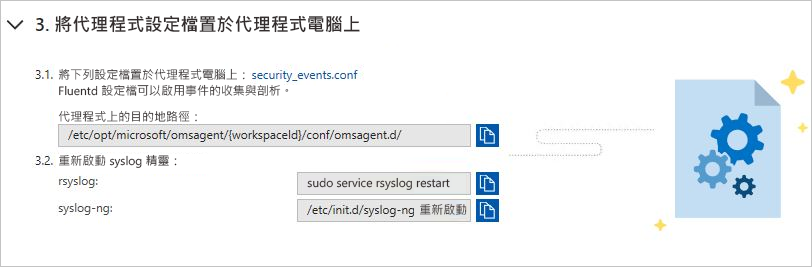 3. 將代理程式設定檔置於代理程式電腦上
3.1. 將下列設定檔置於代理程式電腦上： security_events.conf
Fluentd 設定檔可以啟用事件的收集與剖析。
代理程式上的目的地路徑：
/etc/opt/microsoft/omsagent/{workspaceId}/conf/omsagent.d/
3.2. 重新啟動 syslog 精靈：
rsyslog: sudo service rsyslog restart
syslog-ng: /etc/init.d/syslog-ng 重新啟動